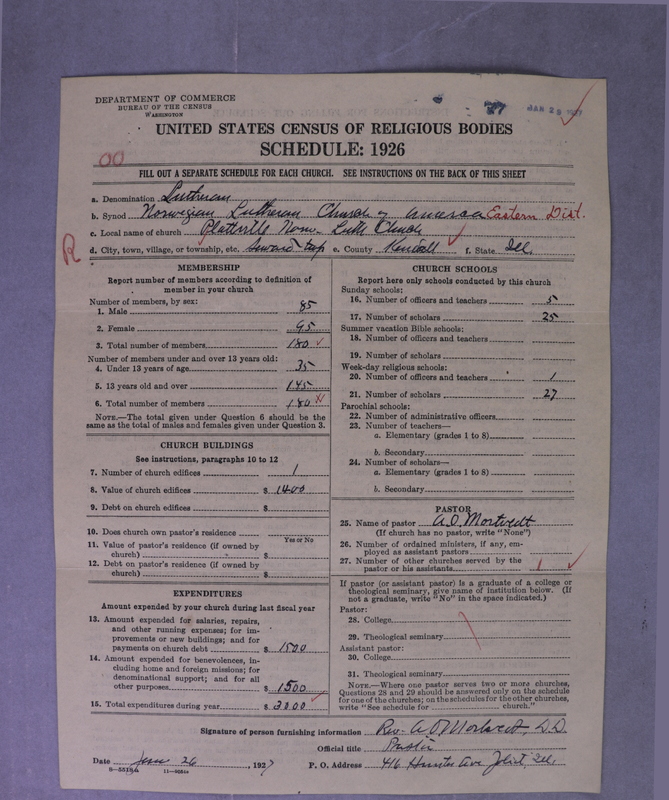 DEPARTMENT OF COMMERCE
BUREAU OF THE CENSUS
WASHINGTON
JAN 29 1927
UNITED STATES CENSUS OF RELIGIOUS BODIES
SCHEDULE: 1926
00
FILL OUT A SEPARATE SCHEDULE FOR EACH CHURCH. SEE INSTRUCTIONS ON THE BACK OF THIS SHEET
a. Denomination Lutheran
b. Synod Norwegian Lutheran Church of America Eastern Dist.
c. Local name of church Plattville Norw. Luth Church
R
d. City, town, village, or township, etc. Seward twp e. County Kendall f. State Ill.
MEMBERSHIP
Report number of members according to definition of member in your church
Number of members, by sex:
1. Male 85
2. Female 95
3. Total number of members 180
Number of members under and over 13 years old:
4. Under 13 years of age 35
5. 13 years old and over 145
6. Total number of members 180
NOTE.—The total given under Question 6 should be the same as the total of males and females given under Question 3.
CHURCH BUILDINGS
See instructions, paragraphs 10 to 12
7. Number of church edifices 1
8. Value of church edifices $ 1400
9. Debt on church edifices $
10. Does church own pastor's residence
Yes or No
11. Value of pastor's residence (if owned by church) $
12. Debt on pastor's residence (if owned by church) $
EXPENDITURES
Amount expended by your church during last fiscal year
13. Amount expended for salaries, repairs, and other running expenses; for improvements or new buildings; and for payments on church debt $ 1500
14. Amount expended for benevolences, including home and foreign missions; for denominational support; and for all other purposes $ 1500
15. Total expenditures during year $ 3000
CHURCH SCHOOLS
Report here only schools conducted by this church
Sunday schools:
16. Number of officers and teachers 5
17. Number of scholars 25
Summer vacation Bible schools:
18. Number of officers and teachers
19. Number of scholars
Week-day religious schools:
20. Number of officers and teachers 1
21. Number of scholars 27
Parochial schools:
22. Number of administrative officers
23. Number of teachers—
a. Elementary (grades 1 to 8)
b. Secondary
24. Number of scholars—
a. Elementary (grades 1 to 8)
b. Secondary
PASTOR
25. Name of pastor A.O. Mortvedt
(If church has no pastor, write "None")
26. Number of ordained ministers, if any, employed as assistant pastors
27. Number of other churches served by the pastor or his assistants 1
If pastor (or assistant pastor) is a graduate of a college or theological seminary, give name of institution below. (If not a graduate, write "No" in the space indicated.)
Pastor:
28. College
29. Theological seminary
Assistant pastor:
30. College
31. Theological seminary
NOTE.—Where one pastor serves two or more churches, Questions 28 and 29 should be answered only on the schedule for one of the churches; on the schedules for the other churches, write "See schedule for church."
Signature of person furnishing information Rev. A O Mortvedt, D.D.
Official title Pastor
Date Jan 26, 1927
P. O. Address 416 Hunter Ave Joliet, Ill.